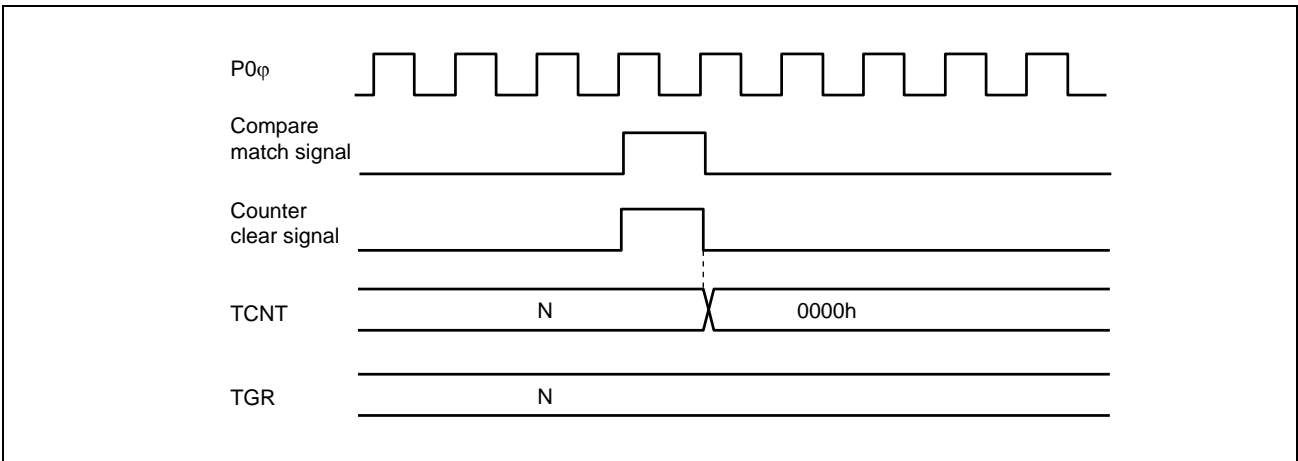 P0φ
Compare
match signal
Counter
clear signal
TCNT
N
0000h
TGR
N